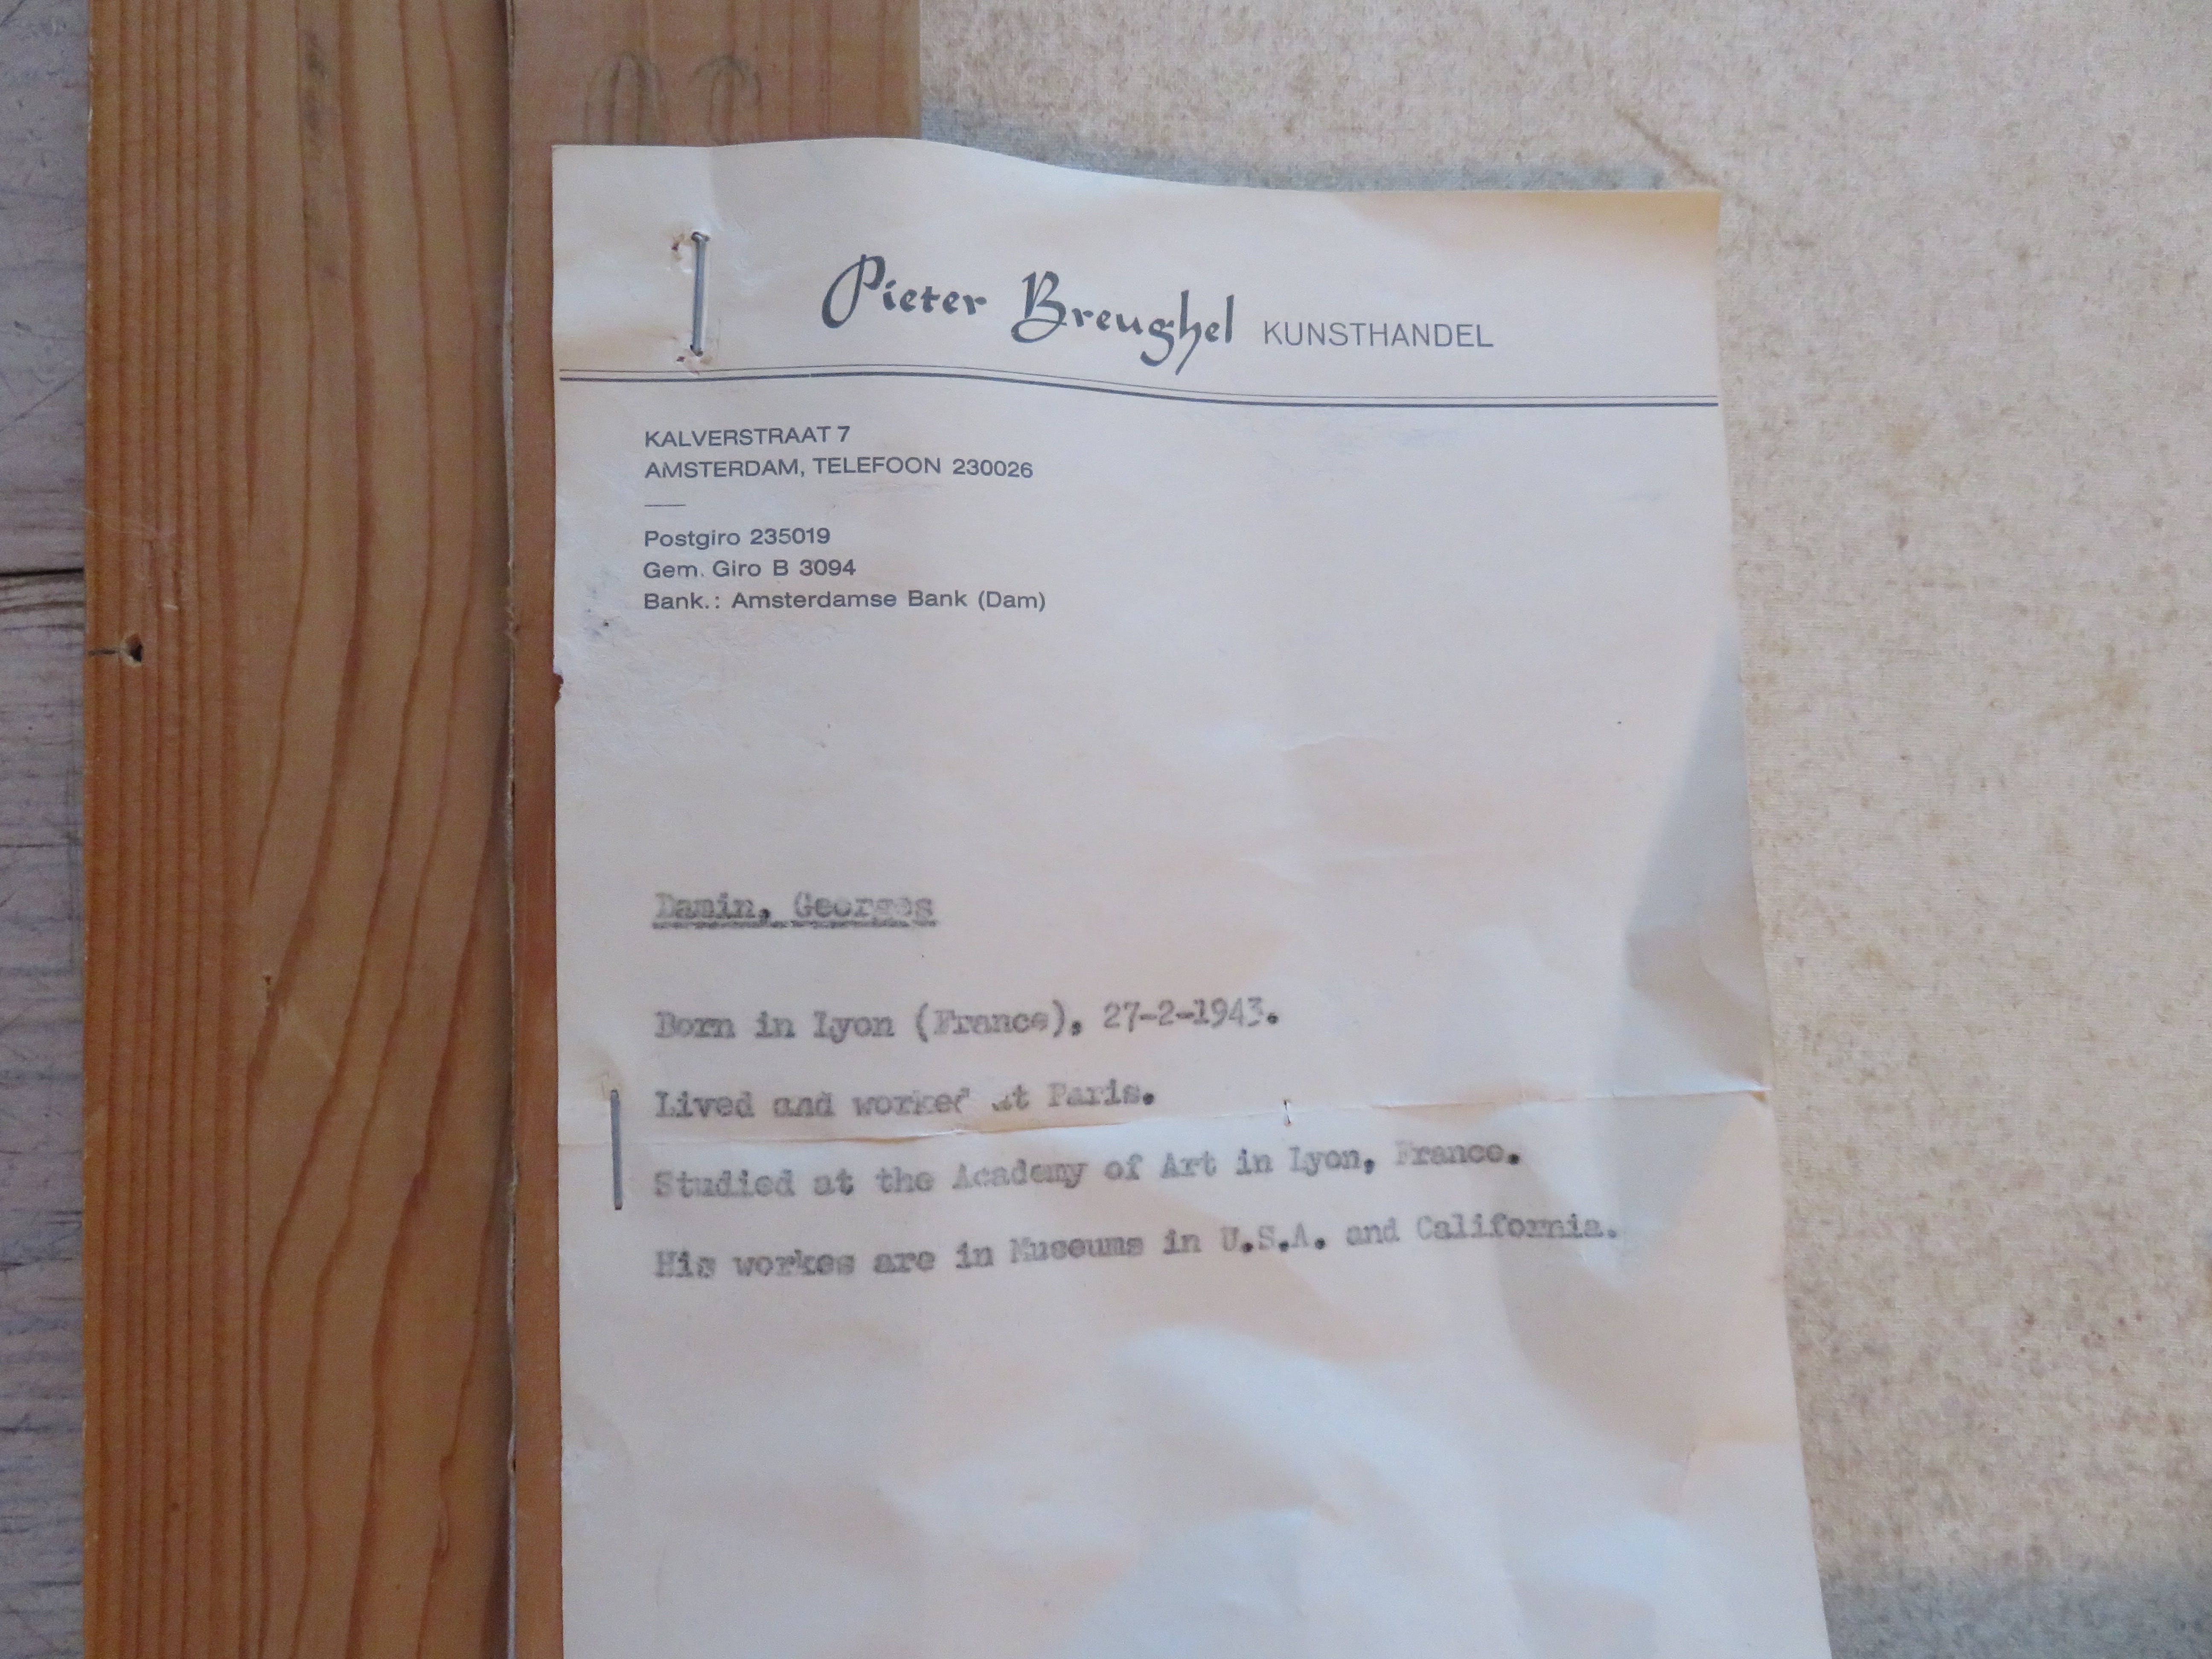 Pieter Breughel KUNSTHANDEL
KALVERSTRAAT 7
AMSTERDAM, TELEFOON 230026
Postgiro 235019
Gem. Giro B 3094
Bank.: Amsterdamse Bank (Dam)
Damin, Georges
Born in Lyon (France), 27-2-1943.
Lived and worked at Paris.
Studied at the Academy of Art in Lyon, France.
His workes are in Museums in U.S.A. and California.